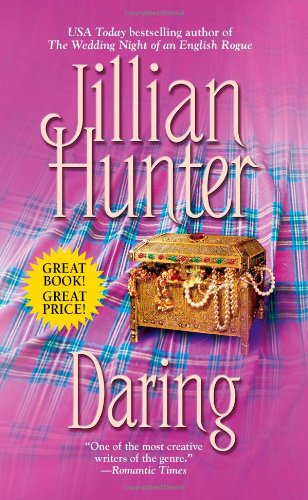 USA Today bestselling author of
The Wedding Night of an English Rogue
Jillian
Hunter
GREAT
BOOK!
GREAT
PRICE!
Daring
“One of the most creative
writers of the genre.”
—Romantic Times